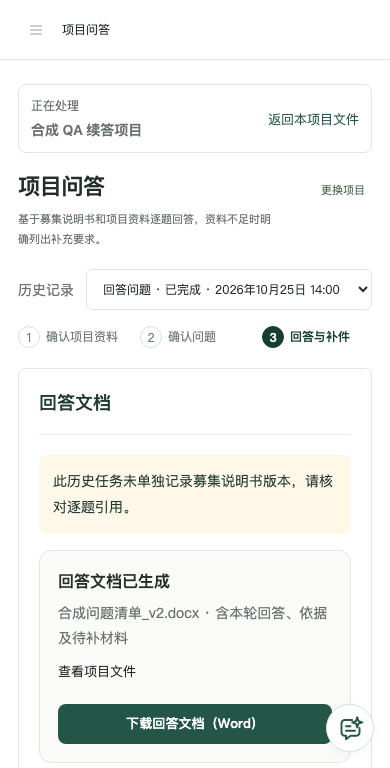 项目问答
正在处理
合成 QA 续答项目
返回本项目文件
项目问答
更换项目
基于募集说明书和项目资料逐题回答，资料不足时明
确列出补充要求。
历史记录
回答问题 · 已完成 · 2026年10月25日 14:00
1 确认项目资料
2 确认问题
3 回答与补件
回答文档
此历史任务未单独记录募集说明书版本，请核
对逐题引用。
回答文档已生成
合成问题清单_v2.docx · 含本轮回答、依据
及待补材料
查看项目文件
下载回答文档（Word）